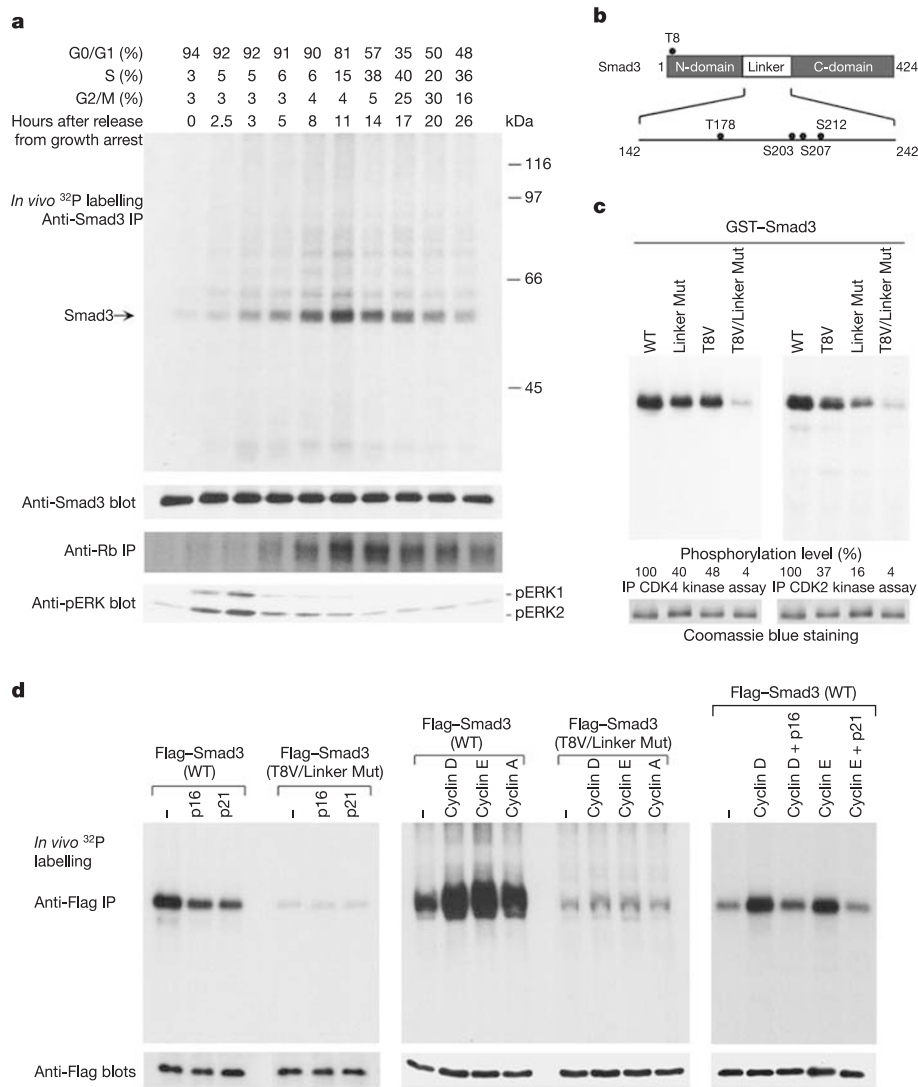 a
G0/G1 (%) 94 92 92 91 90 81 57 35 50 48
S (%) 3 5 5 6 6 15 38 40 20 36
G2/M (%) 3 3 3 3 4 4 5 25 30 16
Hours after release from growth arrest 0 2.5 3 5 8 11 14 17 20 26
kDa
116
97
In vivo ³²P labelling
Anti-Smad3 IP
66
Smad3
45
Anti-Smad3 blot
Anti-Rb IP
Anti-pERK blot
pERK1
pERK2
b
T8
Smad3 1 N-domain Linker C-domain 424
T178 S212
142 S203 S207 242
c
GST–Smad3
WT Linker Mut T8V T8V/Linker Mut
WT T8V Linker Mut T8V/Linker Mut
Phosphorylation level (%)
100 40 48 4 100 37 16 4
IP CDK4 kinase assay IP CDK2 kinase assay
Coomassie blue staining
d
Flag–Smad3 (WT)
– p16 p21
Flag–Smad3 (T8V/Linker Mut)
– p16 p21
Flag–Smad3 (WT)
– Cyclin D Cyclin E Cyclin A
Flag–Smad3 (T8V/Linker Mut)
– Cyclin D Cyclin E Cyclin A
Flag–Smad3 (WT)
– Cyclin D Cyclin D + p16 Cyclin E Cyclin E + p21
In vivo ³²P
labelling
Anti-Flag IP
Anti-Flag blots